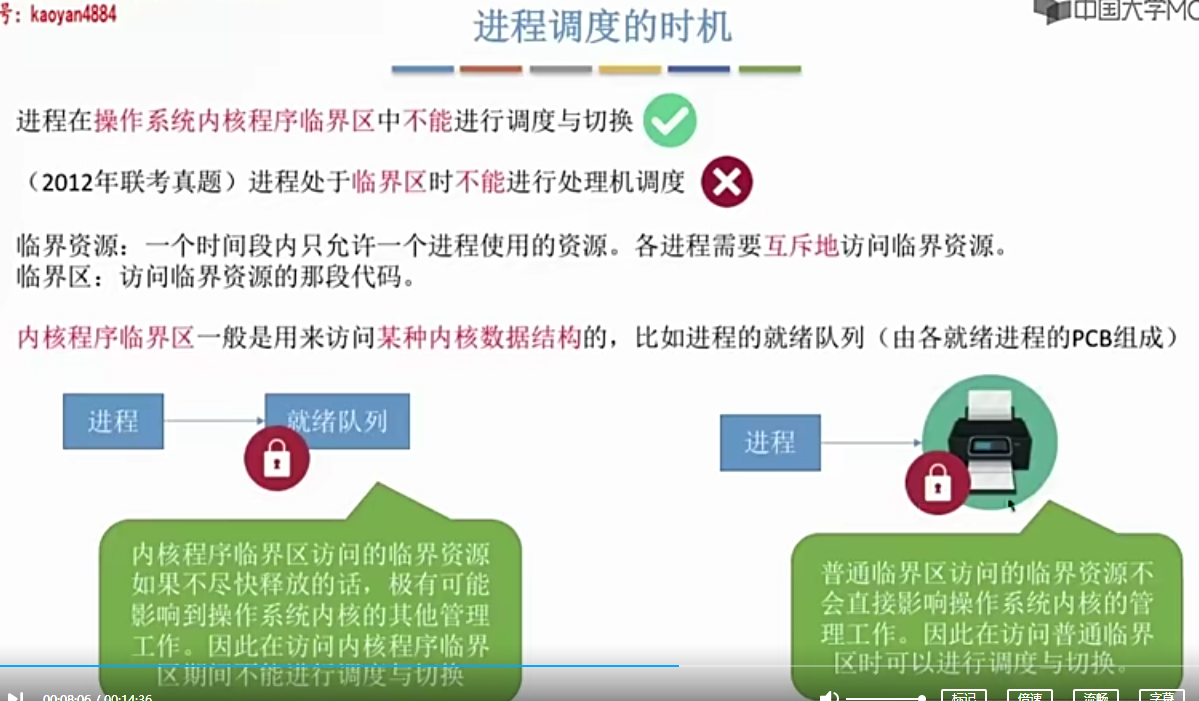 号：kaoyan4884
中国大学MO
进程调度的时机
进程在操作系统内核程序临界区中不能进行调度与切换
（2012年联考真题）进程处于临界区时不能进行处理机调度
临界资源：一个时间段内只允许一个进程使用的资源。各进程需要互斥地访问临界资源。
临界区：访问临界资源的那段代码。
内核程序临界区一般是用来访问某种内核数据结构的，比如进程的就绪队列（由各就绪进程的PCB组成）
进程
就绪队列
进程
内核程序临界区访问的临界资源
如果不尽快释放的话，极有可能
影响到操作系统内核的其他管理
工作。因此在访问内核程序临界
区期间不能进行调度与切换
普通临界区访问的临界资源不
会直接影响操作系统内核的管
理工作。因此在访问普通临界
区时可以进行调度与切换。
00:08:06 / 00:14:36
标记
倍速
流畅
字幕